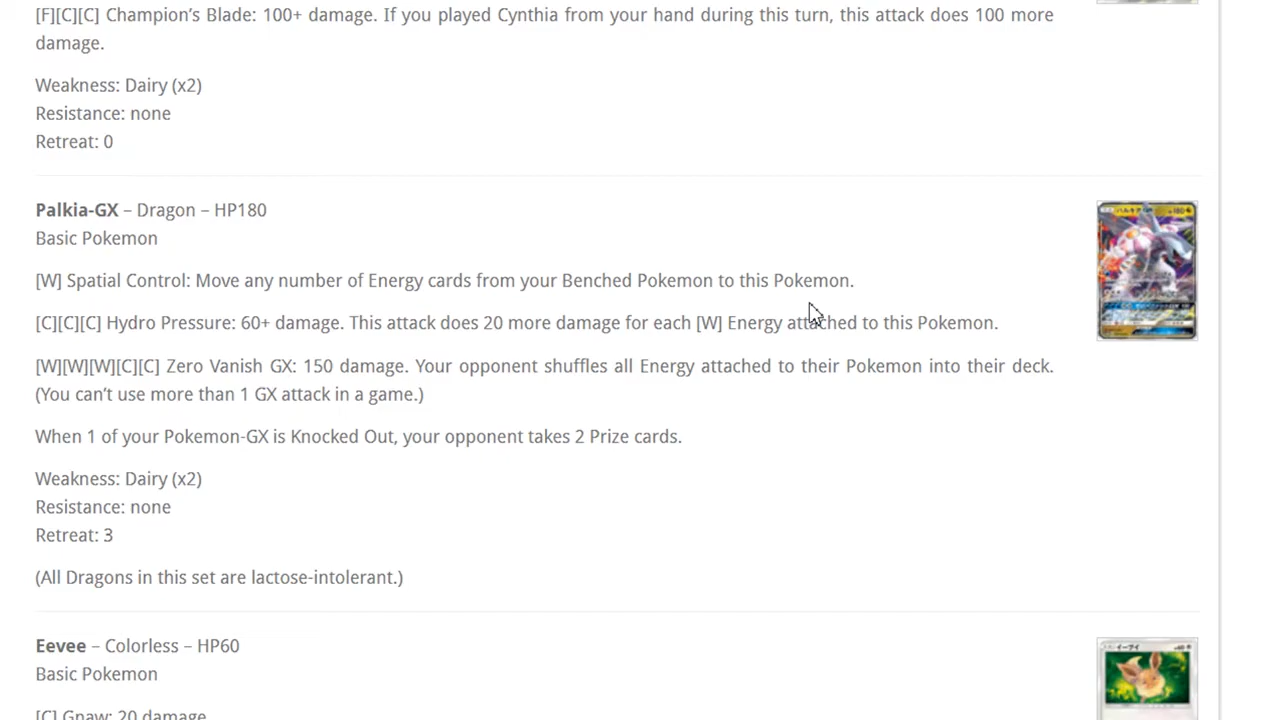 [F][C][C] Champion’s Blade: 100+ damage. If you played Cynthia from your hand during this turn, this attack does 100 more
damage.
Weakness: Dairy (x2)
Resistance: none
Retreat: 0
Palkia-GX – Dragon – HP180
Basic Pokemon
[W] Spatial Control: Move any number of Energy cards from your Benched Pokemon to this Pokemon.
[C][C][C] Hydro Pressure: 60+ damage. This attack does 20 more damage for each [W] Energy attached to this Pokemon.
[W][W][W][C][C] Zero Vanish GX: 150 damage. Your opponent shuffles all Energy attached to their Pokemon into their deck.
(You can’t use more than 1 GX attack in a game.)
When 1 of your Pokemon-GX is Knocked Out, your opponent takes 2 Prize cards.
Weakness: Dairy (x2)
Resistance: none
Retreat: 3
(All Dragons in this set are lactose-intolerant.)
Eevee – Colorless – HP60
Basic Pokemon
[C] Gnaw: 20 damage.